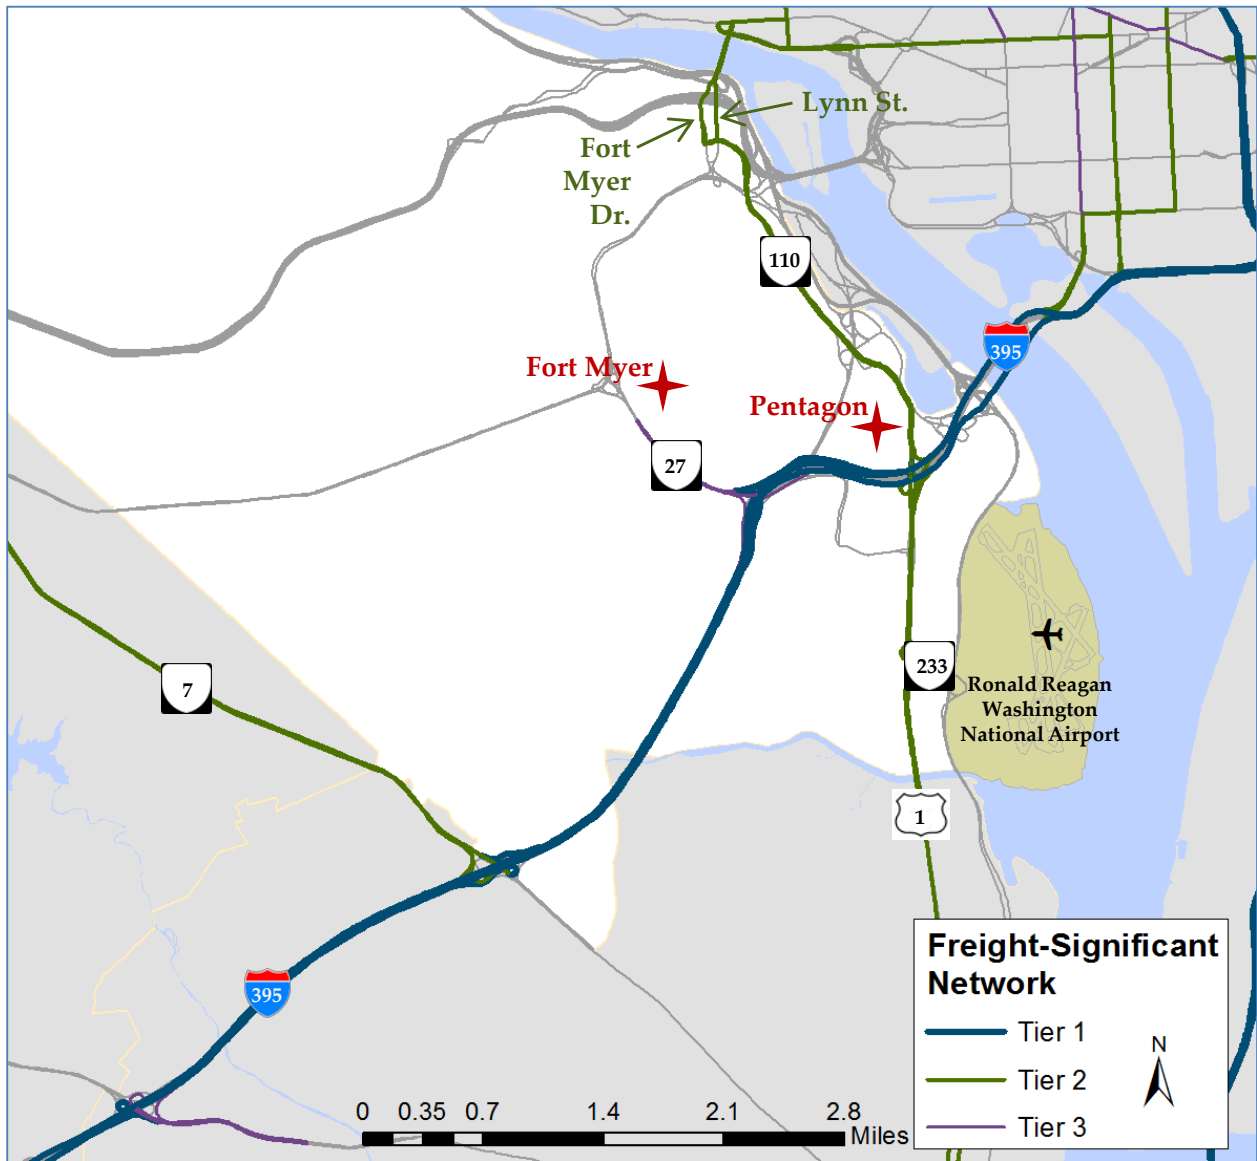 Lynn St.
Fort
Myer
Dr.
110
395
Fort Myer
Pentagon
27
7
233
Ronald Reagan
Washington
National Airport
1
395
Freight-Significant
Network
Tier 1
Tier 2
Tier 3
N
0 0.35 0.7 1.4 2.1 2.8
Miles